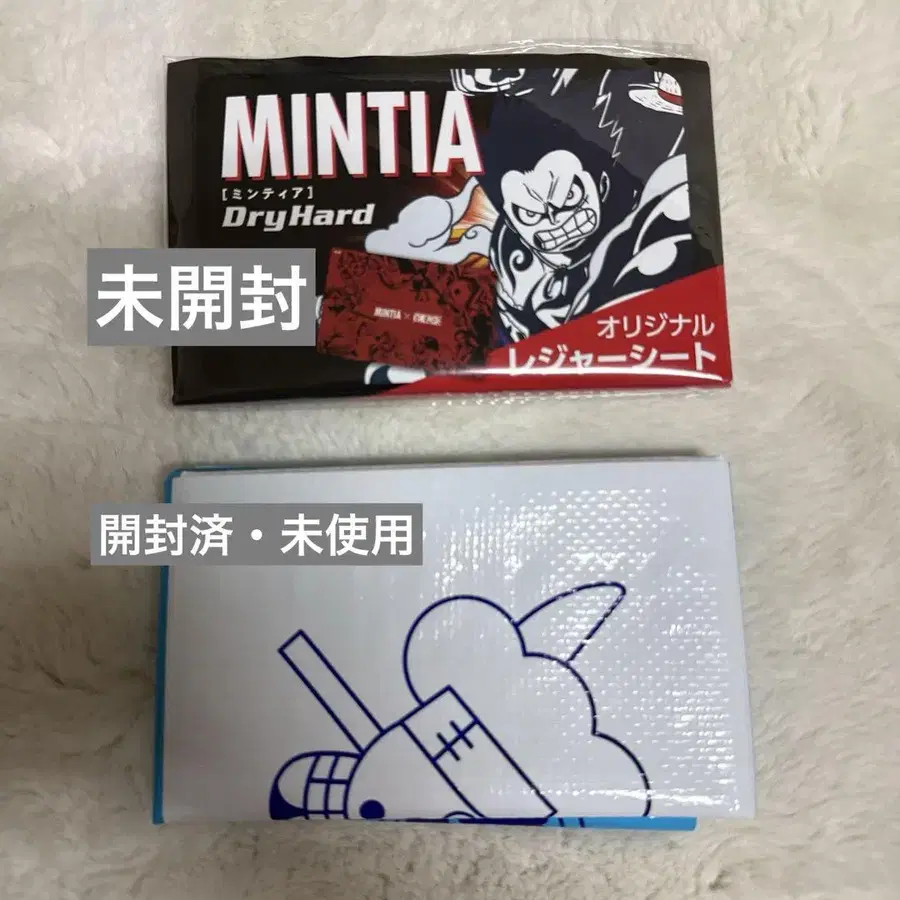 MINTIA
[ミンティア]
DryHard
未開封
MINTIA × ONE PIECE
オリジナル
レジャーシート
開封済・未使用